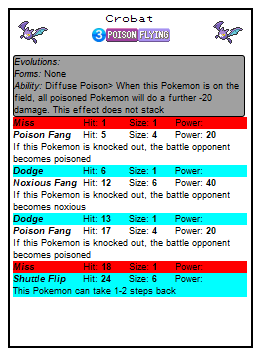 Crobat
3 POISON FLYING
Evolutions:
Forms: None
Ability: Diffuse Poison> When this Pokemon is on the
field, all poisoned Pokemon will do a further -20
damage. This effect does not stack
Miss Hit: 1 Size: 1 Power:
Poison Fang Hit: 5 Size: 4 Power: 20
If this Pokemon is knocked out, the battle opponent
becomes poisoned
Dodge Hit: 6 Size: 1 Power:
Noxious Fang Hit: 12 Size: 6 Power: 40
If this Pokemon is knocked out, the battle opponent
becomes noxious
Dodge Hit: 13 Size: 1 Power:
Poison Fang Hit: 17 Size: 4 Power: 20
If this Pokemon is knocked out, the battle opponent
becomes poisoned
Miss Hit: 18 Size: 1 Power:
Shuttle Flip Hit: 24 Size: 6 Power:
This Pokemon can take 1-2 steps back